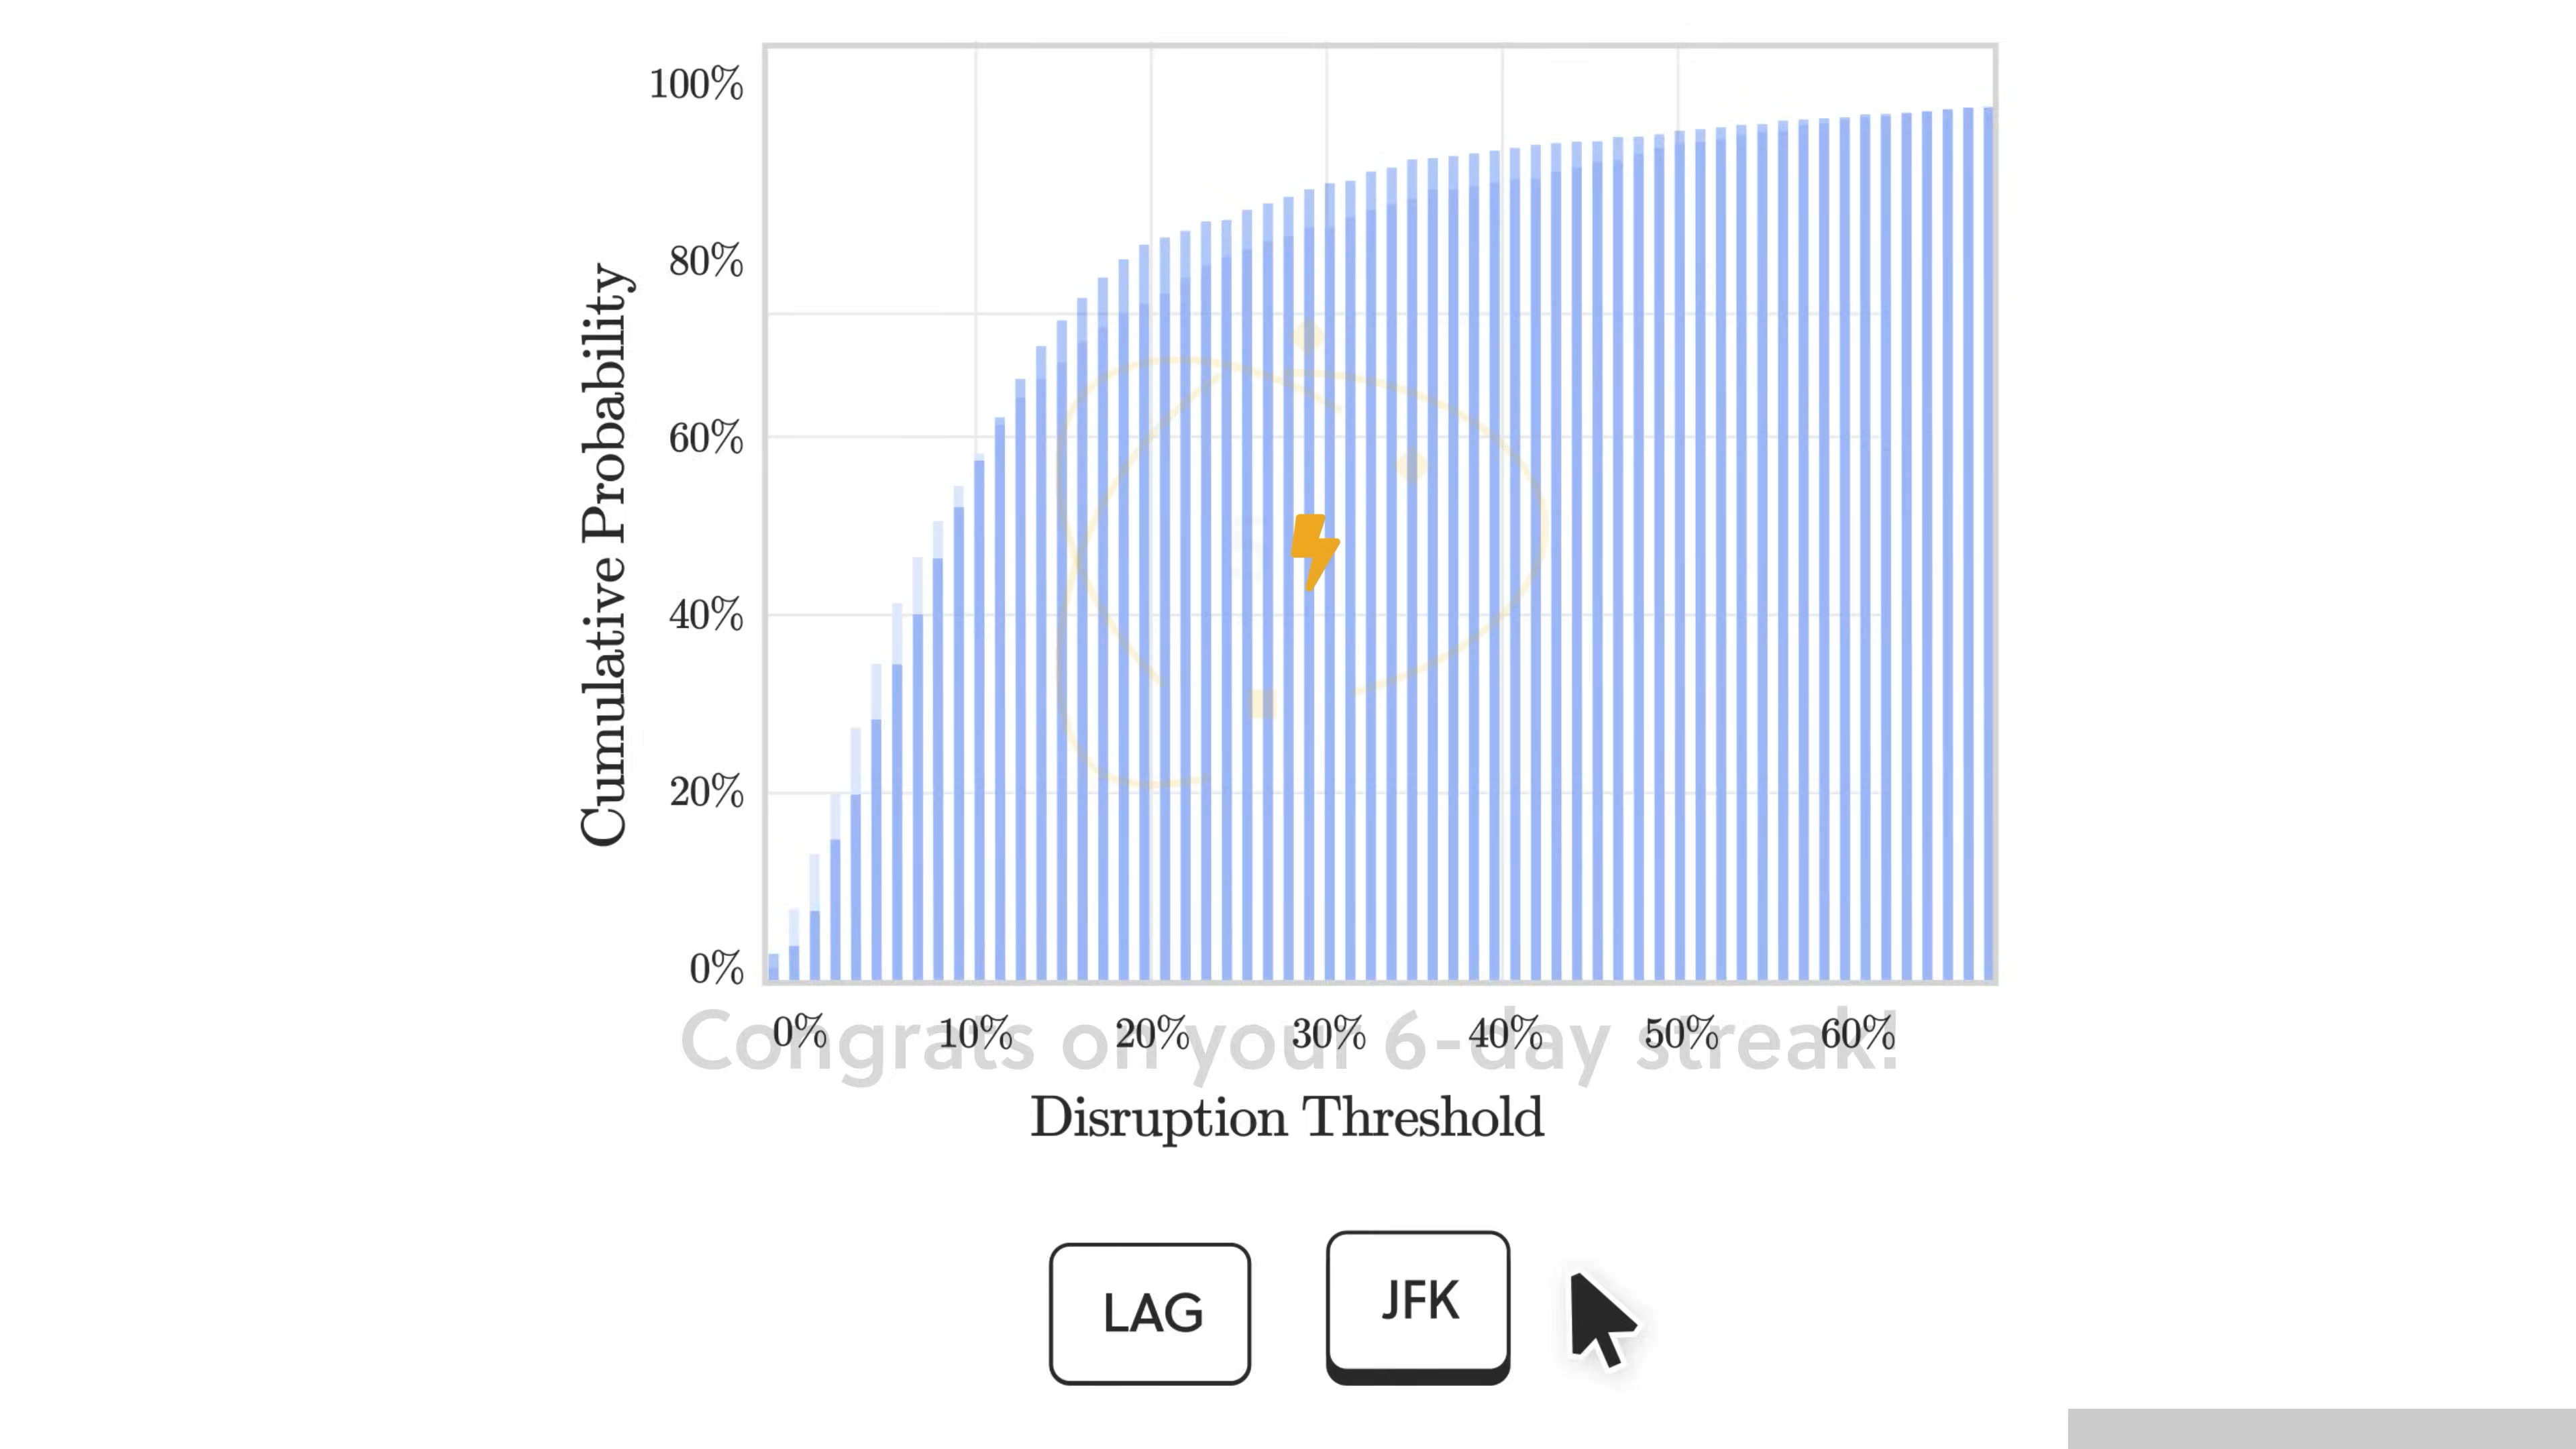 100%
80%
60%
40%
20%
0%
Cumulative Probability
0% 10% 20% 30% 40% 50% 60%
Congrats on your 6-day streak!
Disruption Threshold
LAG
JFK